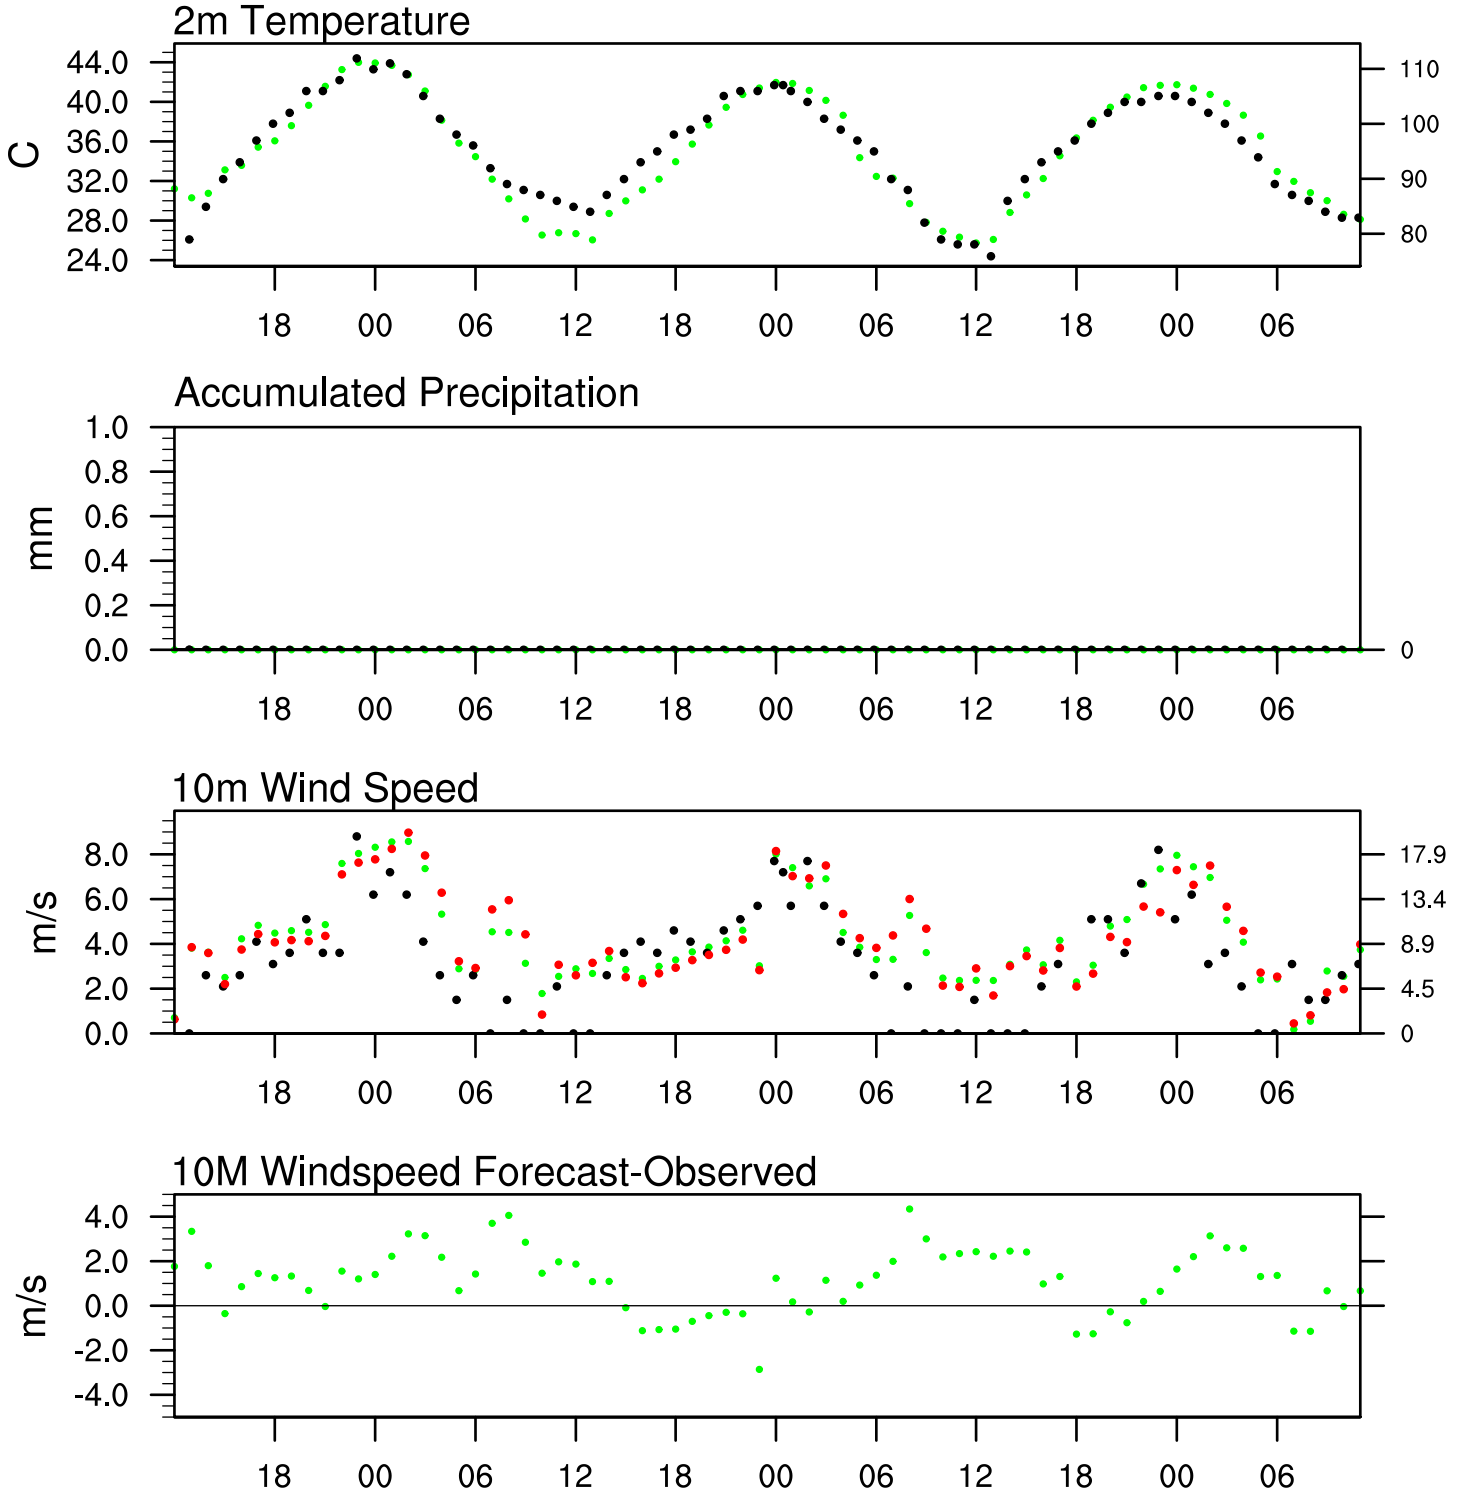 2m Temperature
44.0
40.0
36.0
32.0
28.0
24.0
C
110
100
90
80
18 00 06 12 18 00 06 12 18 00 06
Accumulated Precipitation
1.0
0.8
0.6
0.4
0.2
0.0
mm
0
18 00 06 12 18 00 06 12 18 00 06
10m Wind Speed
8.0
6.0
4.0
2.0
0.0
m/s
17.9
13.4
8.9
4.5
0
18 00 06 12 18 00 06 12 18 00 06
10M Windspeed Forecast-Observed
4.0
2.0
0.0
-2.0
-4.0
m/s
18 00 06 12 18 00 06 12 18 00 06